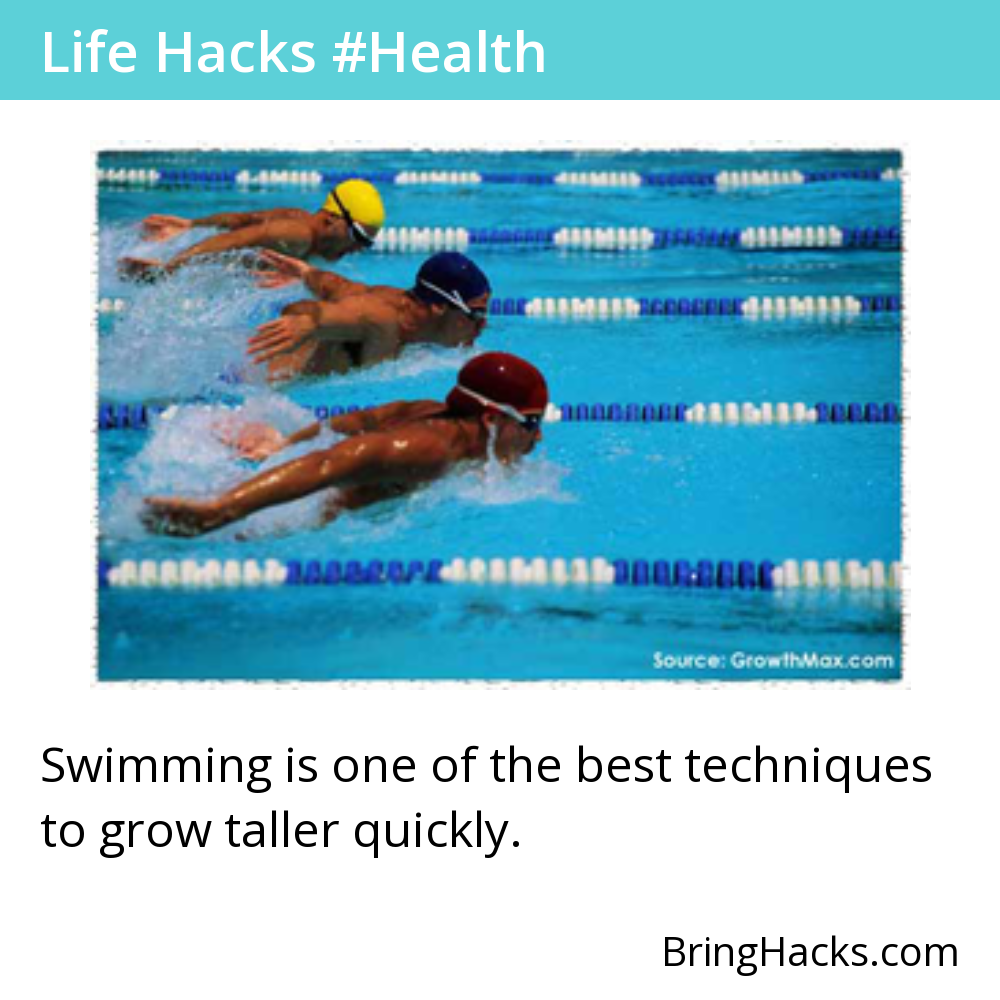 Life Hacks #Health
Source: GrowthMax.com
Swimming is one of the best techniques
to grow taller quickly.
BringHacks.com